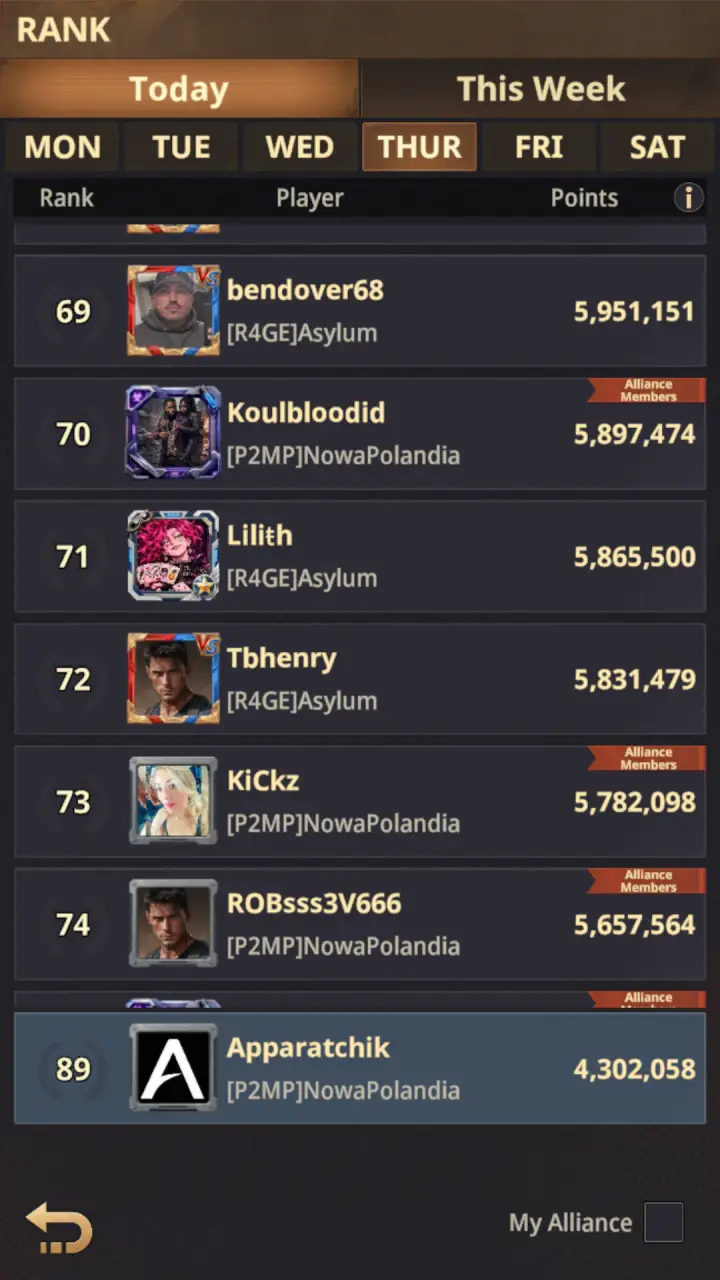 RANK
Today
This Week
MON TUE WED THUR FRI SAT
Rank Player Points
69
bendover68
[R4GE]Asylum
5,951,151
70
Koulbloodid
[P2MP]NowaPolandia
Alliance
Members
5,897,474
71
Liliŧh
[R4GE]Asylum
5,865,500
72
Tbhenry
[R4GE]Asylum
5,831,479
73
KiCkz
[P2MP]NowaPolandia
Alliance
Members
5,782,098
74
ROBsss3V666
[P2MP]NowaPolandia
Alliance
Members
5,657,564
Alliance
89
Apparatchik
[P2MP]NowaPolandia
4,302,058
My Alliance